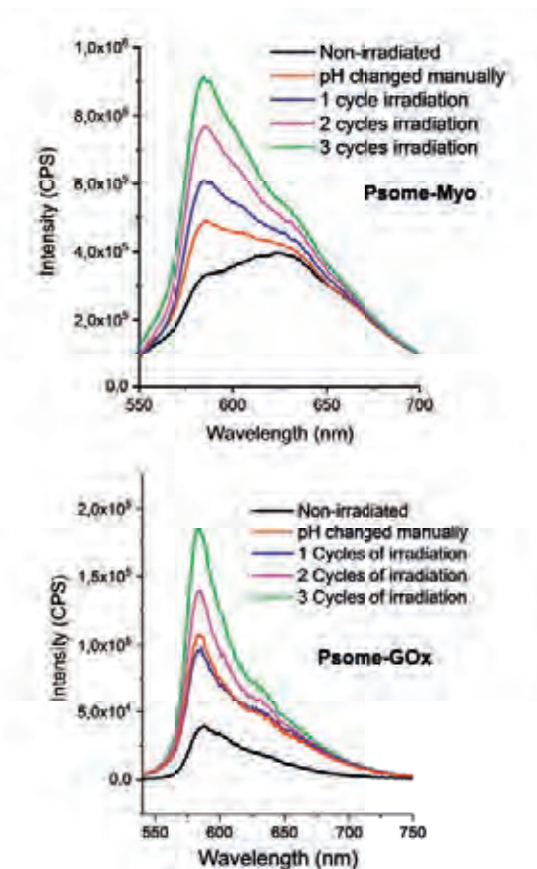 1,0x10⁶
8,0x10⁵
6,0x10⁵
4,0x10⁵
2,0x10⁵
0,0
Intensity (CPS)
Non-irradiated
pH changed manually
1 cycle irradiation
2 cycles irradiation
3 cycles irradiation
Psome-Myo
550 600 650 700
Wavelength (nm)
2,0x10⁵
1,5x10⁵
1,0x10⁵
5,0x10⁴
0,0
Intensity (CPS)
Non-irradiated
pH changed manually
1 Cycles of irradiation
2 Cycles of irradiation
3 Cycles of irradiation
Psome-GOx
550 600 650 700 750
Wavelength (nm)